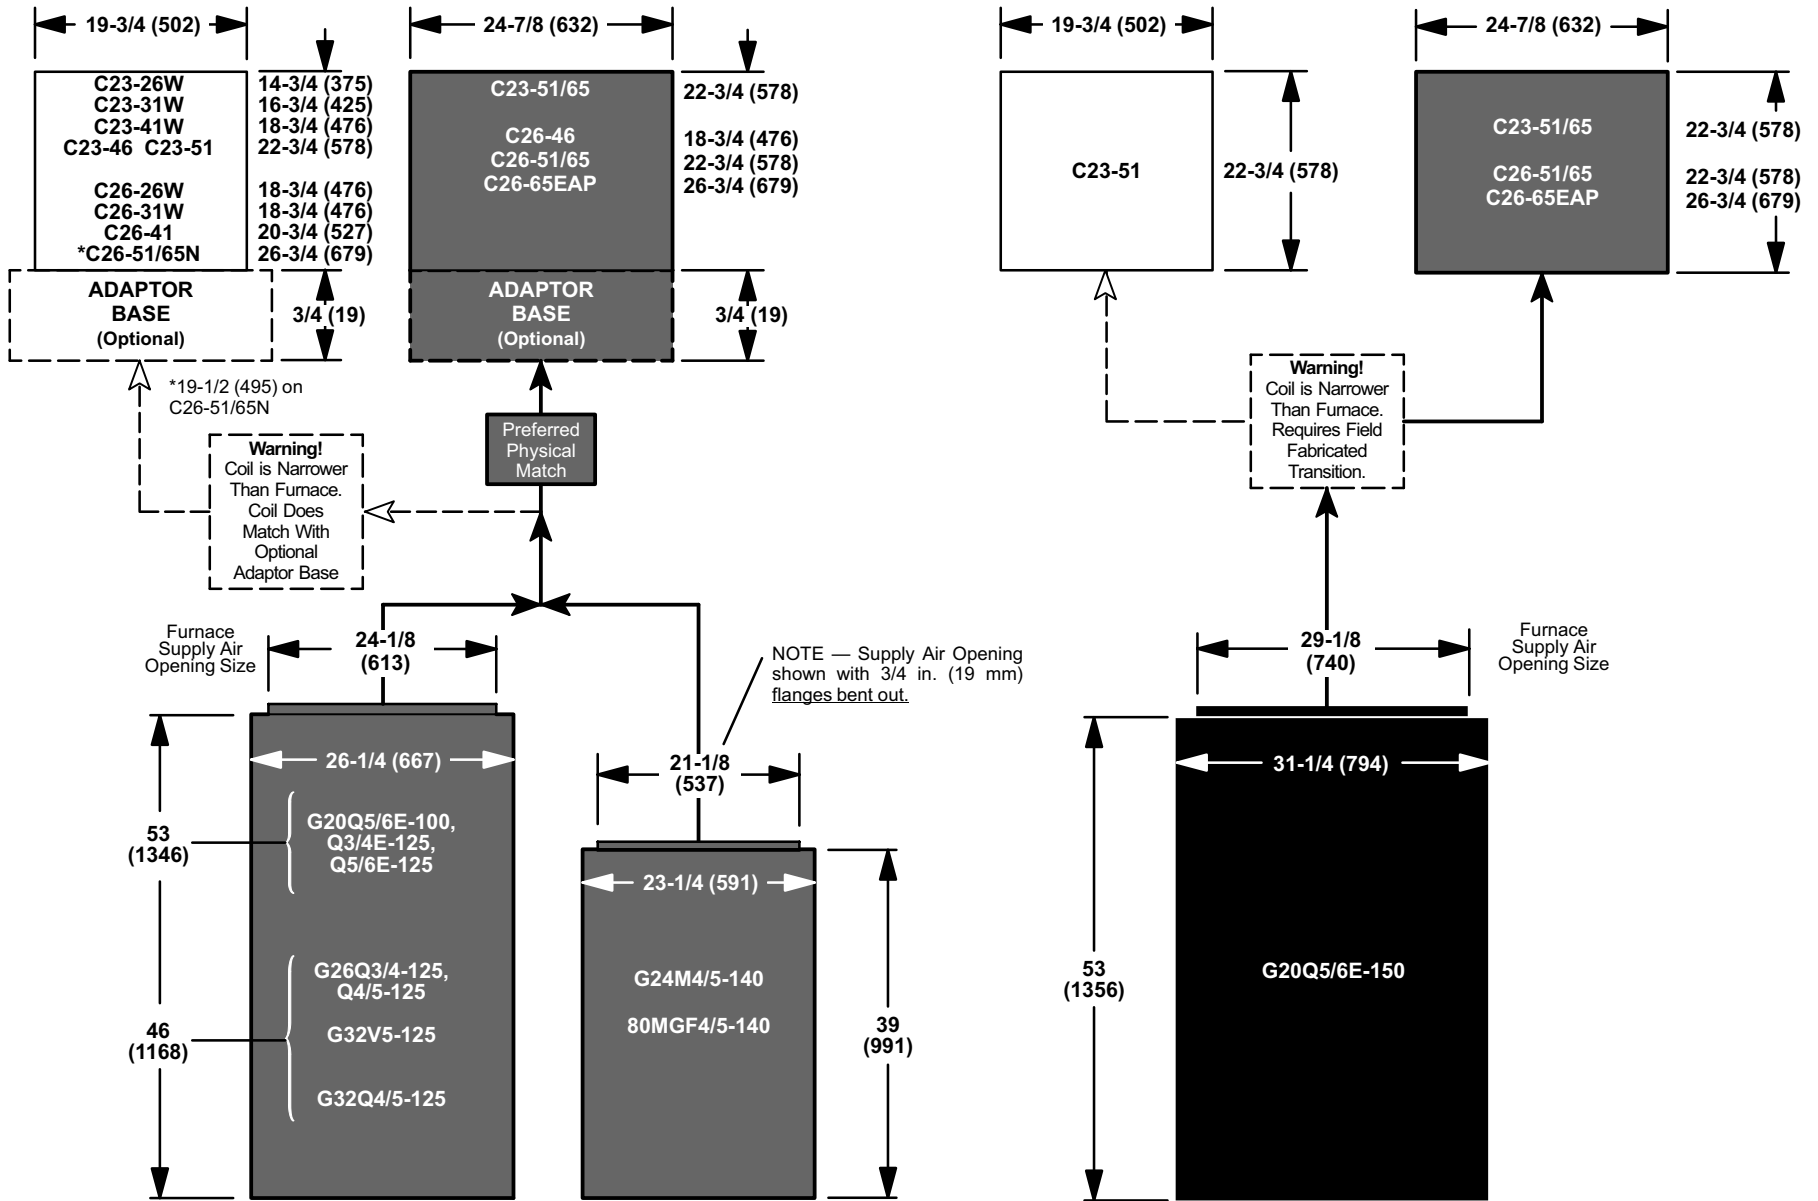 19-3/4 (502)
24-7/8 (632)
19-3/4 (502)
24-7/8 (632)
C23-26W 14-3/4 (375)
C23-31W 16-3/4 (425)
C23-41W 18-3/4 (476)
C23-46 C23-51 22-3/4 (578)
C26-26W 18-3/4 (476)
C26-31W 18-3/4 (476)
C26-41 20-3/4 (527)
*C26-51/65N 26-3/4 (679)
ADAPTOR
BASE
(Optional)
3/4 (19)
*19-1/2 (495) on
C26-51/65N
C23-51/65 22-3/4 (578)
C26-46 18-3/4 (476)
C26-51/65 22-3/4 (578)
C26-65EAP 26-3/4 (679)
ADAPTOR
BASE
(Optional)
3/4 (19)
Preferred
Physical
Match
Warning!
Coil is Narrower
Than Furnace.
Coil Does
Match With
Optional
Adaptor Base
C23-51 22-3/4 (578)
C23-51/65 22-3/4 (578)
C26-51/65 22-3/4 (578)
C26-65EAP 26-3/4 (679)
Warning!
Coil is Narrower
Than Furnace.
Requires Field
Fabricated
Transition.
Furnace
Supply Air
Opening Size
24-1/8
(613)
26-1/4 (667)
53
(1346)
G20Q5/6E-100,
Q3/4E-125,
Q5/6E-125
46
(1168)
G26Q3/4-125,
Q4/5-125
G32V5-125
G32Q4/5-125
NOTE — Supply Air Opening
shown with 3/4 in. (19 mm)
flanges bent out.
21-1/8
(537)
23-1/4 (591)
G24M4/5-140
80MGF4/5-140
39
(991)
29-1/8
(740)
Furnace
Supply Air
Opening Size
31-1/4 (794)
53
(1356)
G20Q5/6E-150